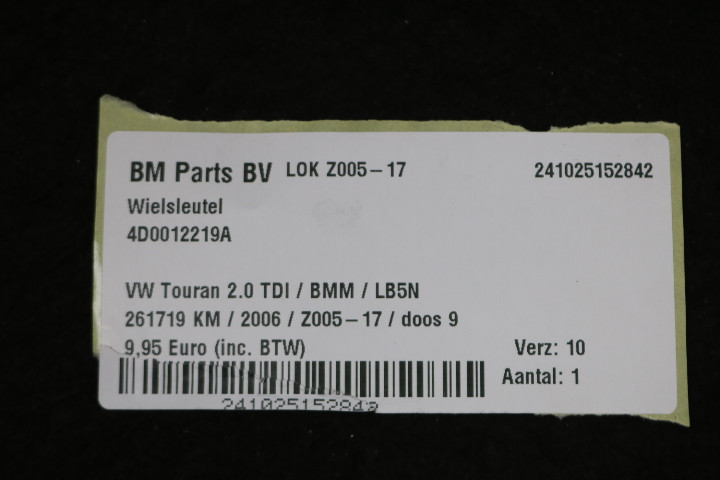 BM Parts BV LOK Z005-17 241025152842
Wielsleutel
4D0012219A
VW Touran 2.0 TDI / BMM / LB5N
261719 KM / 2006 / Z005-17 / doos 9
9,95 Euro (inc. BTW) Verz: 10
Aantal: 1
241025152842